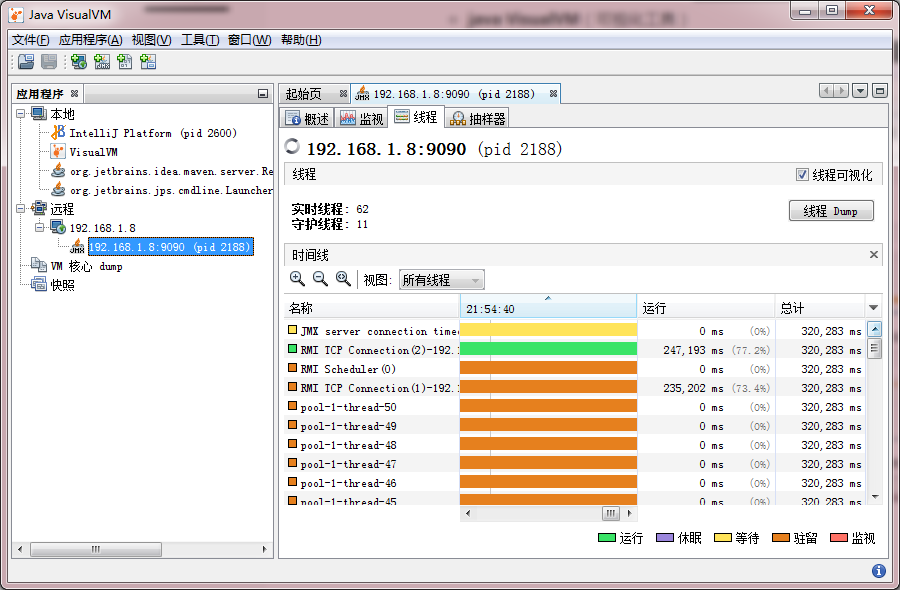 Java VisualVM
java VisualVM（可视化工具）
文件(F) 应用程序(A) 视图(V) 工具(T) 窗口(W) 帮助(H)
应用程序
本地
IntelliJ Platform (pid 2600)
VisualVM
org.jetbrains.idea.maven.server.Re
org.jetbrains.jps.cmdline.Launcher
远程
192.168.1.8
JMX 192.168.1.8:9090 (pid 2188)
VM 核心 dump
快照
起始页 JMX 192.168.1.8:9090 (pid 2188)
概述 监视 线程 抽样器
192.168.1.8:9090 (pid 2188)
线程 线程可视化
实时线程: 62
守护线程: 11
线程 Dump
时间线
视图: 所有线程
名称 21:54:40 运行 总计
JMX server connection time 0 ms (0%) 320,283 ms
RMI TCP Connection(2)-192. 247,193 ms (77.2%) 320,283 ms
RMI Scheduler(0) 0 ms (0%) 320,283 ms
RMI TCP Connection(1)-192. 235,202 ms (73.4%) 320,283 ms
pool-1-thread-50 0 ms (0%) 320,283 ms
pool-1-thread-49 0 ms (0%) 320,283 ms
pool-1-thread-48 0 ms (0%) 320,283 ms
pool-1-thread-47 0 ms (0%) 320,283 ms
pool-1-thread-46 0 ms (0%) 320,283 ms
pool-1-thread-45 0 ms (0%) 320,283 ms
运行 休眠 等待 驻留 监视